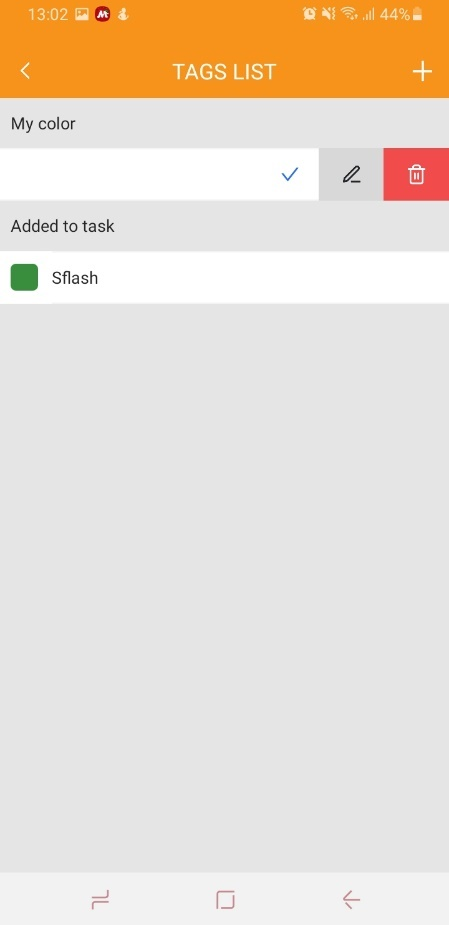 13:02
44%
TAGS LIST
My color
Added to task
Sflash